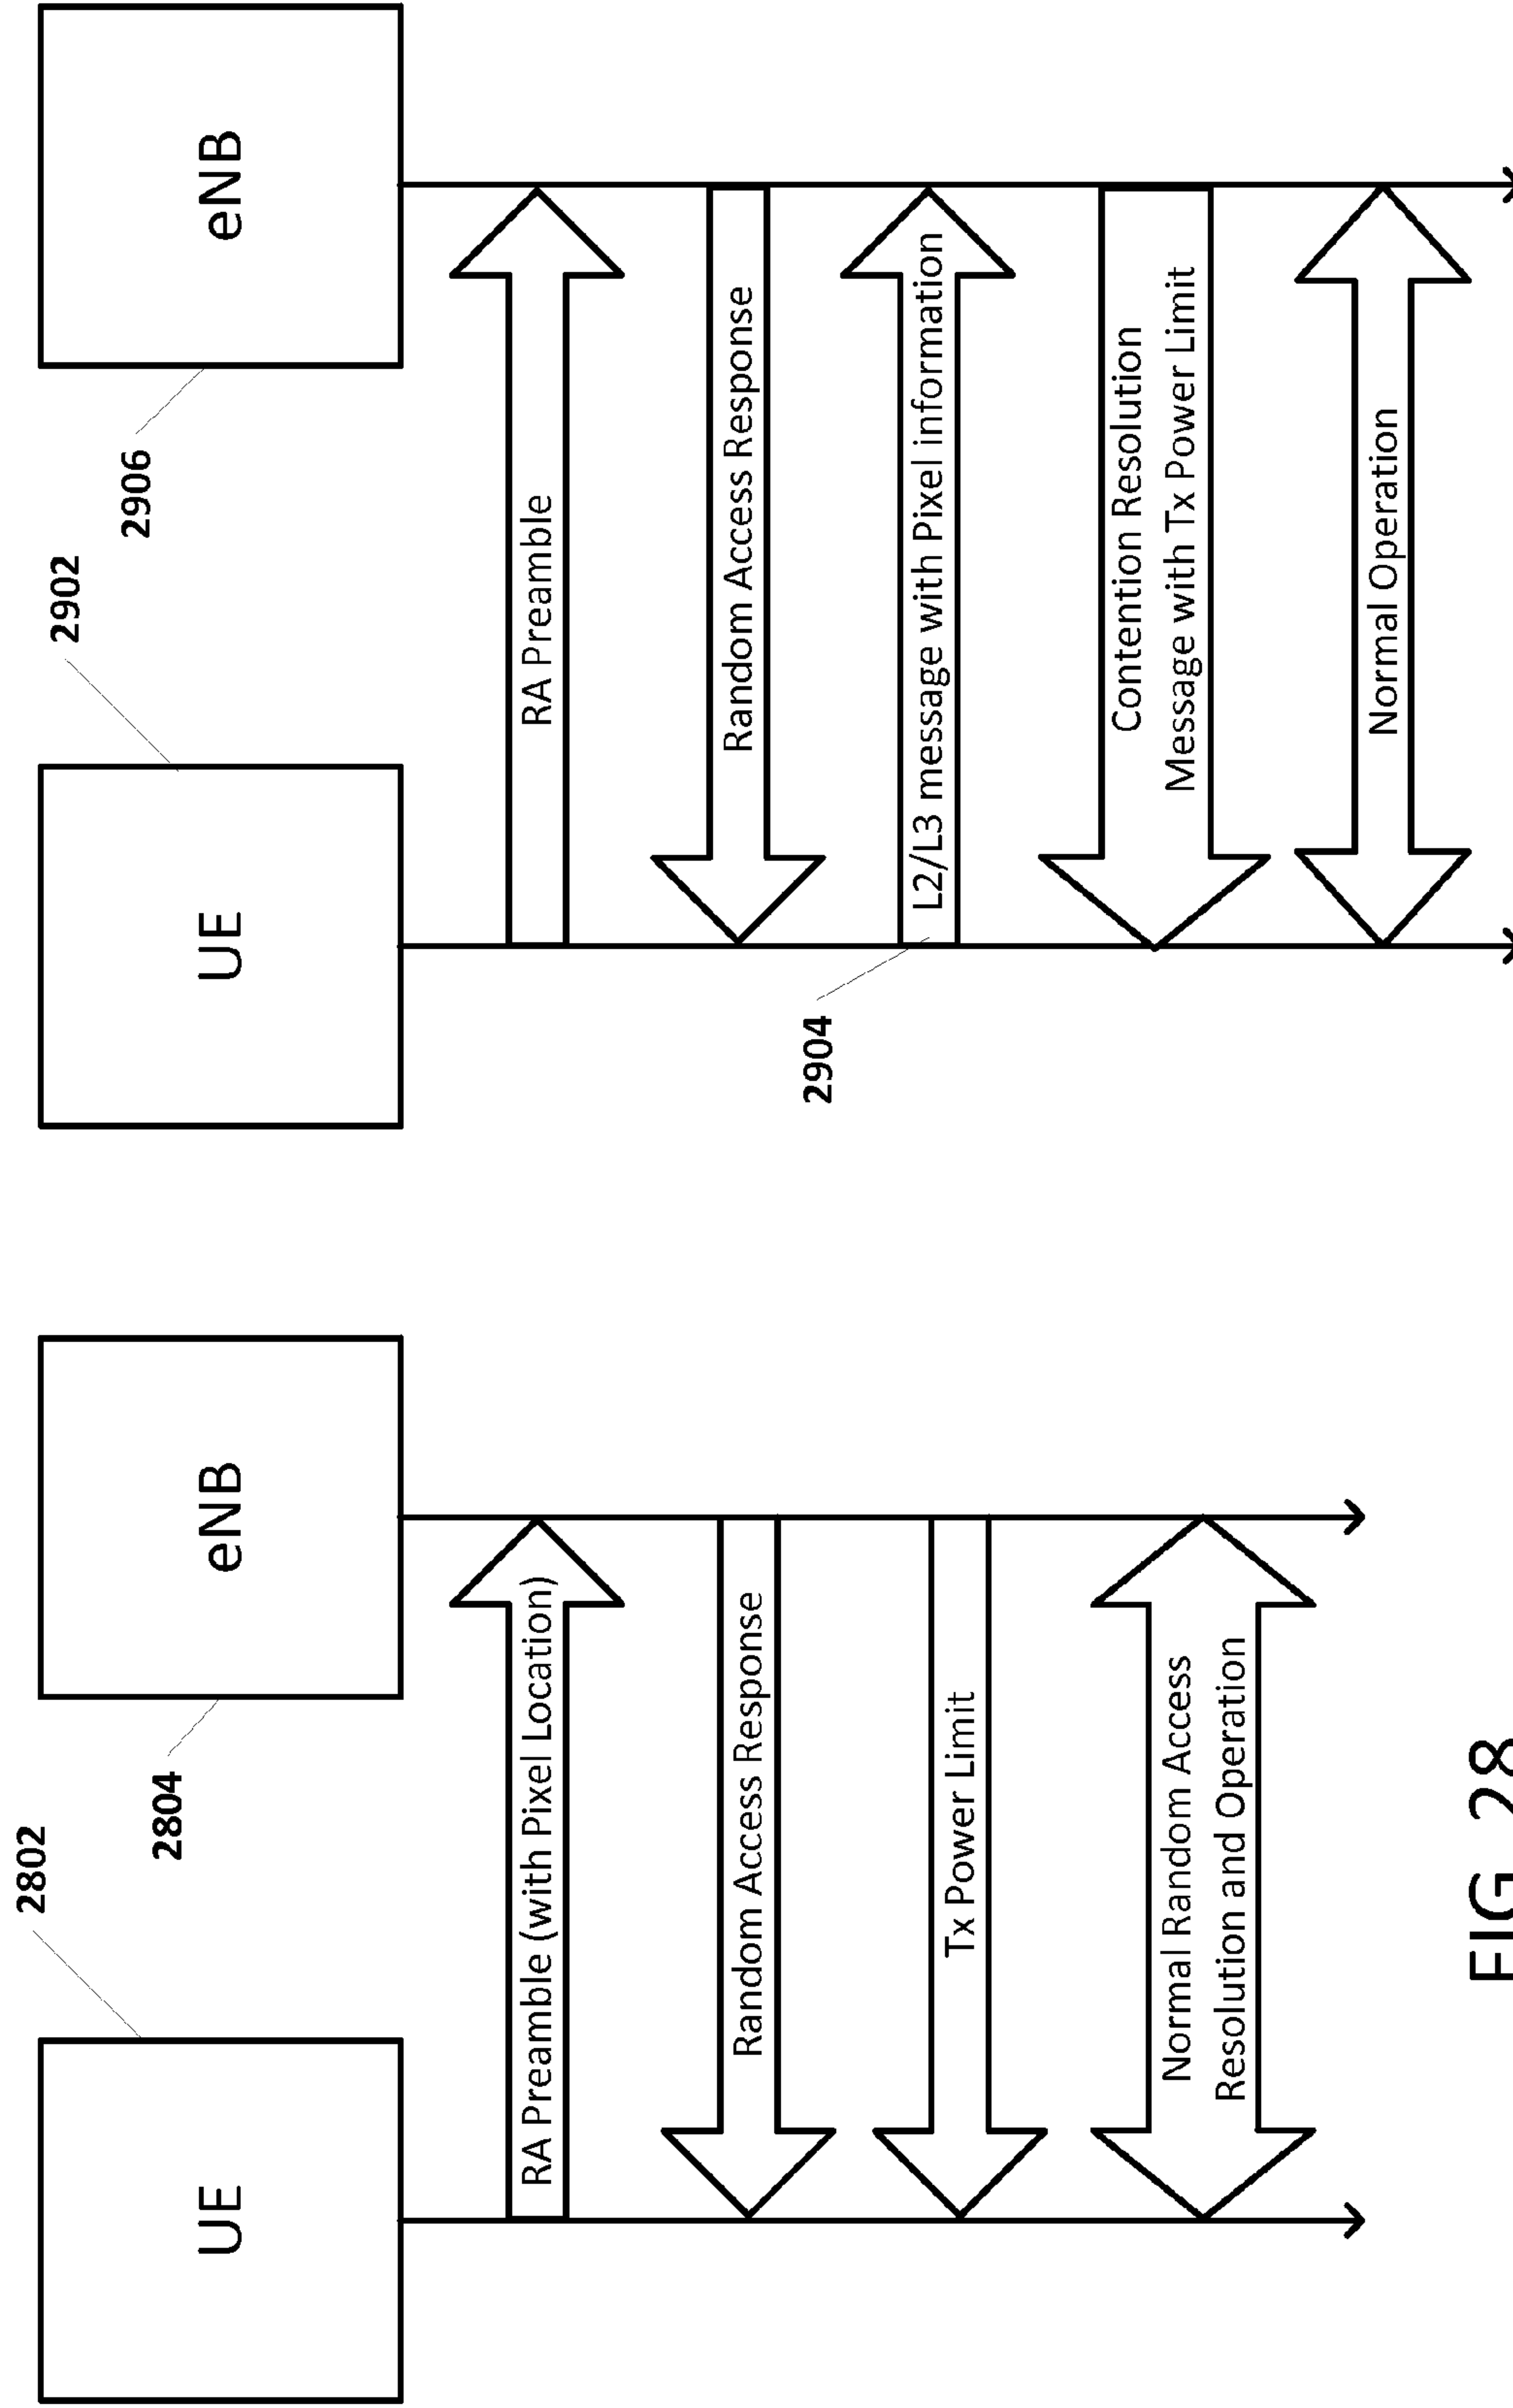 2802
UE
2804
eNB
RA Preamble (with Pixel Location)
Random Access Response
Tx Power Limit
Normal Random Access
Resolution and Operation
FIG. 28
2902
UE
2906
eNB
RA Preamble
Random Access Response
2904
L2/L3 message with Pixel information
Contention Resolution
Message with Tx Power Limit
Normal Operation